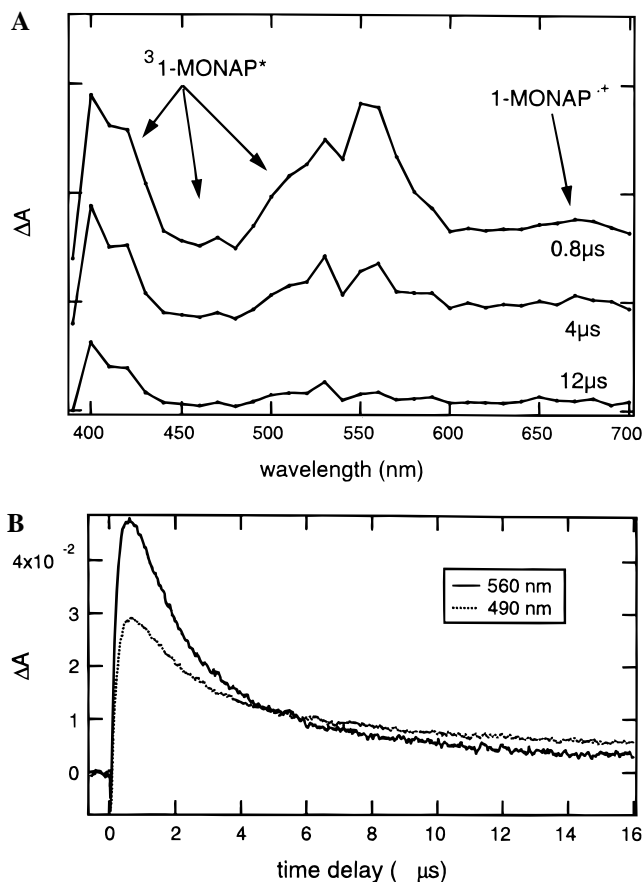 A
³1-MONAP*
1-MONAP·+
ΔA
0.8μs
4μs
12μs
400 450 500 550 600 650 700
wavelength (nm)
B
4x10 -2
3
2
1
0
ΔA
560 nm
490 nm
0 2 4 6 8 10 12 14 16
time delay ( μs)